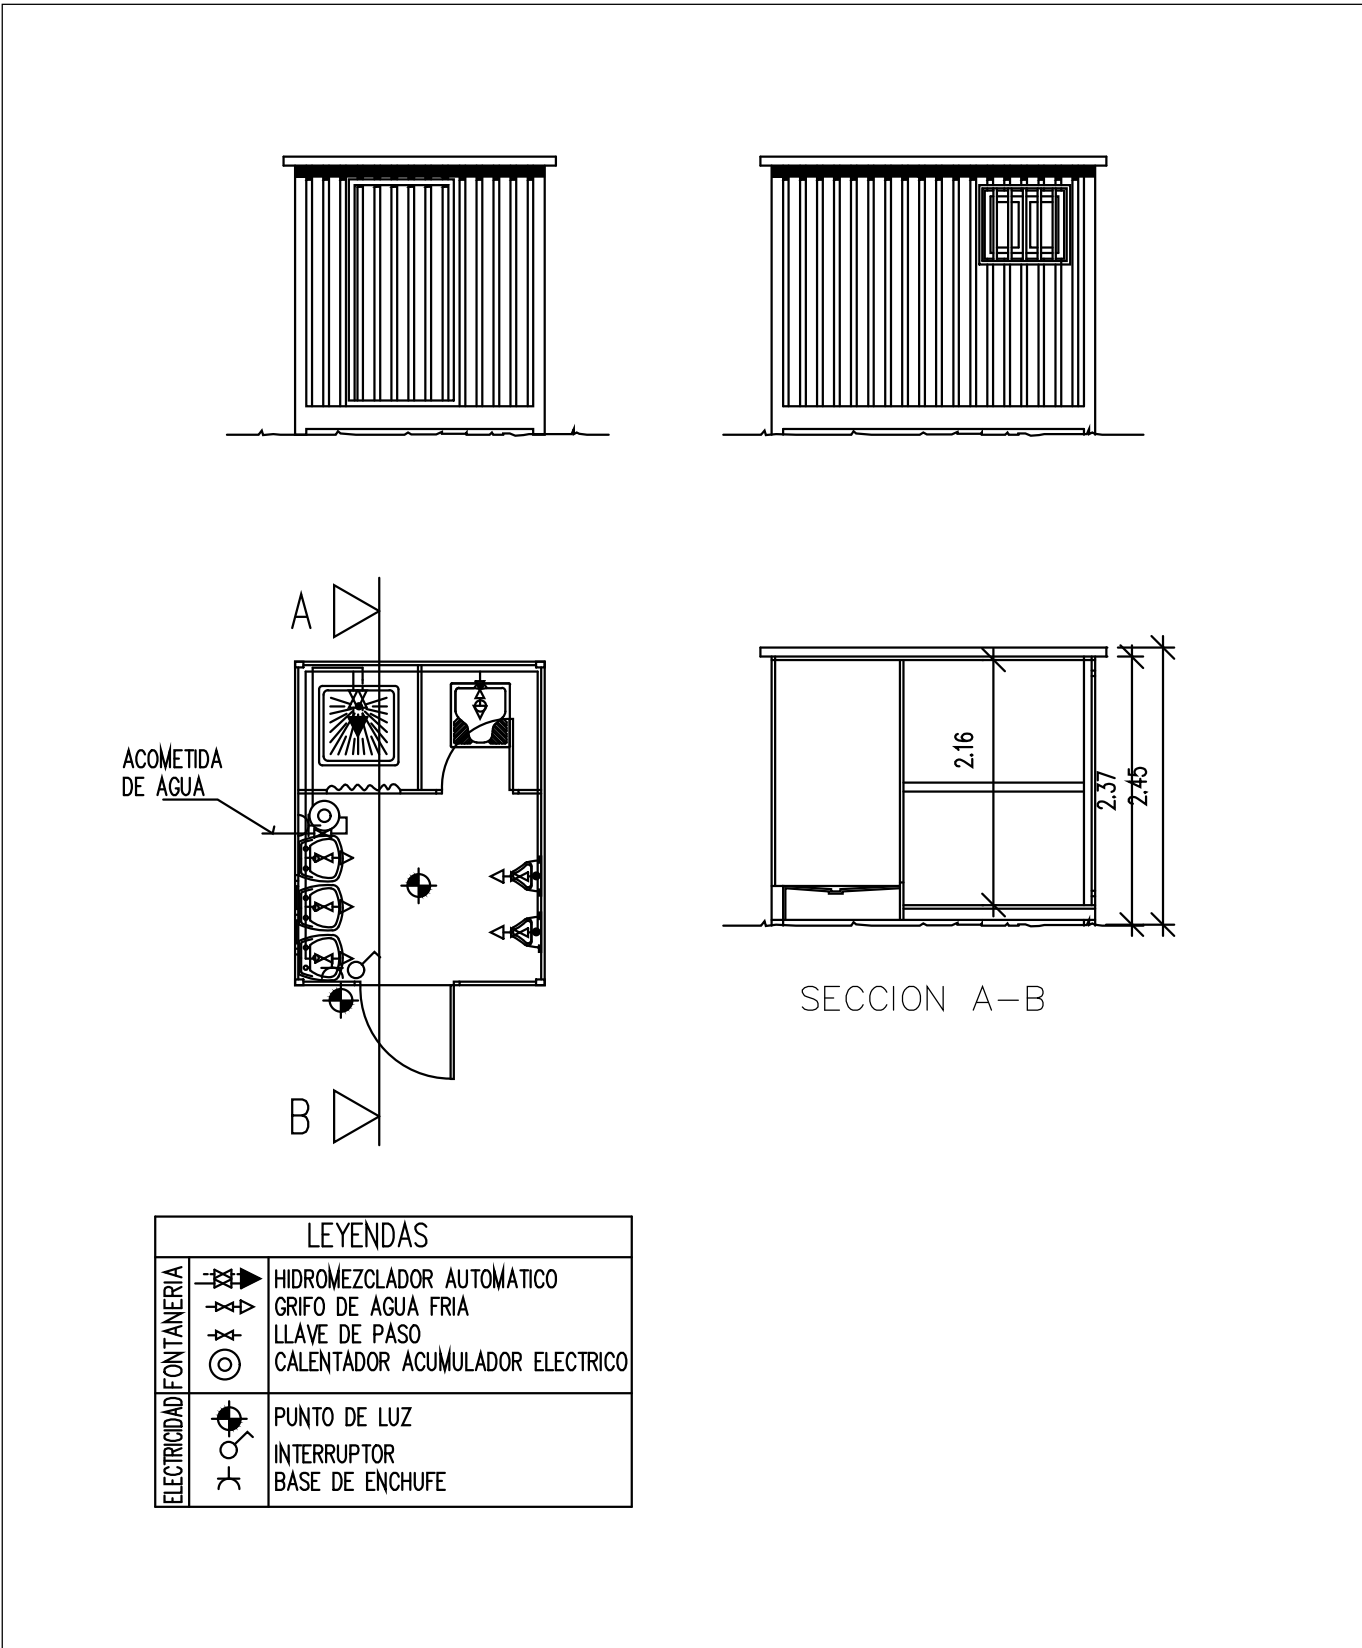 A
ACOMETIDA
DE AGUA
B
2.16
2.37
2.45
SECCION A-B
LEYENDAS
FONTANERIA
HIDROMEZCLADOR AUTOMATICO
GRIFO DE AGUA FRIA
LLAVE DE PASO
CALENTADOR ACUMULADOR ELECTRICO
ELECTRICIDAD
PUNTO DE LUZ
INTERRUPTOR
BASE DE ENCHUFE